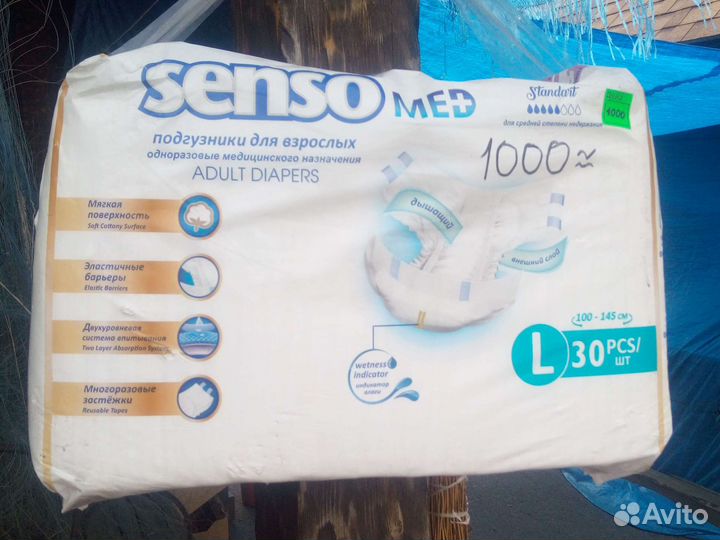 senso MED
подгузники для взрослых
одноразовые медицинского назначения
ADULT DIAPERS
Standart
для средней степени недержания
1000
1000≈
Мягкая
поверхность
Soft Cottony Surface
Эластичные
барьеры
Elastic Barriers
Двухуровневая
система впитывания
Two Layer Absorption System
Многоразовые
застёжки
Reusable Tapes
дышащий
внешний слой
wetness
indicator
индикатор
влаги
100 - 145 см
L 30 PCS/
шт
Avito